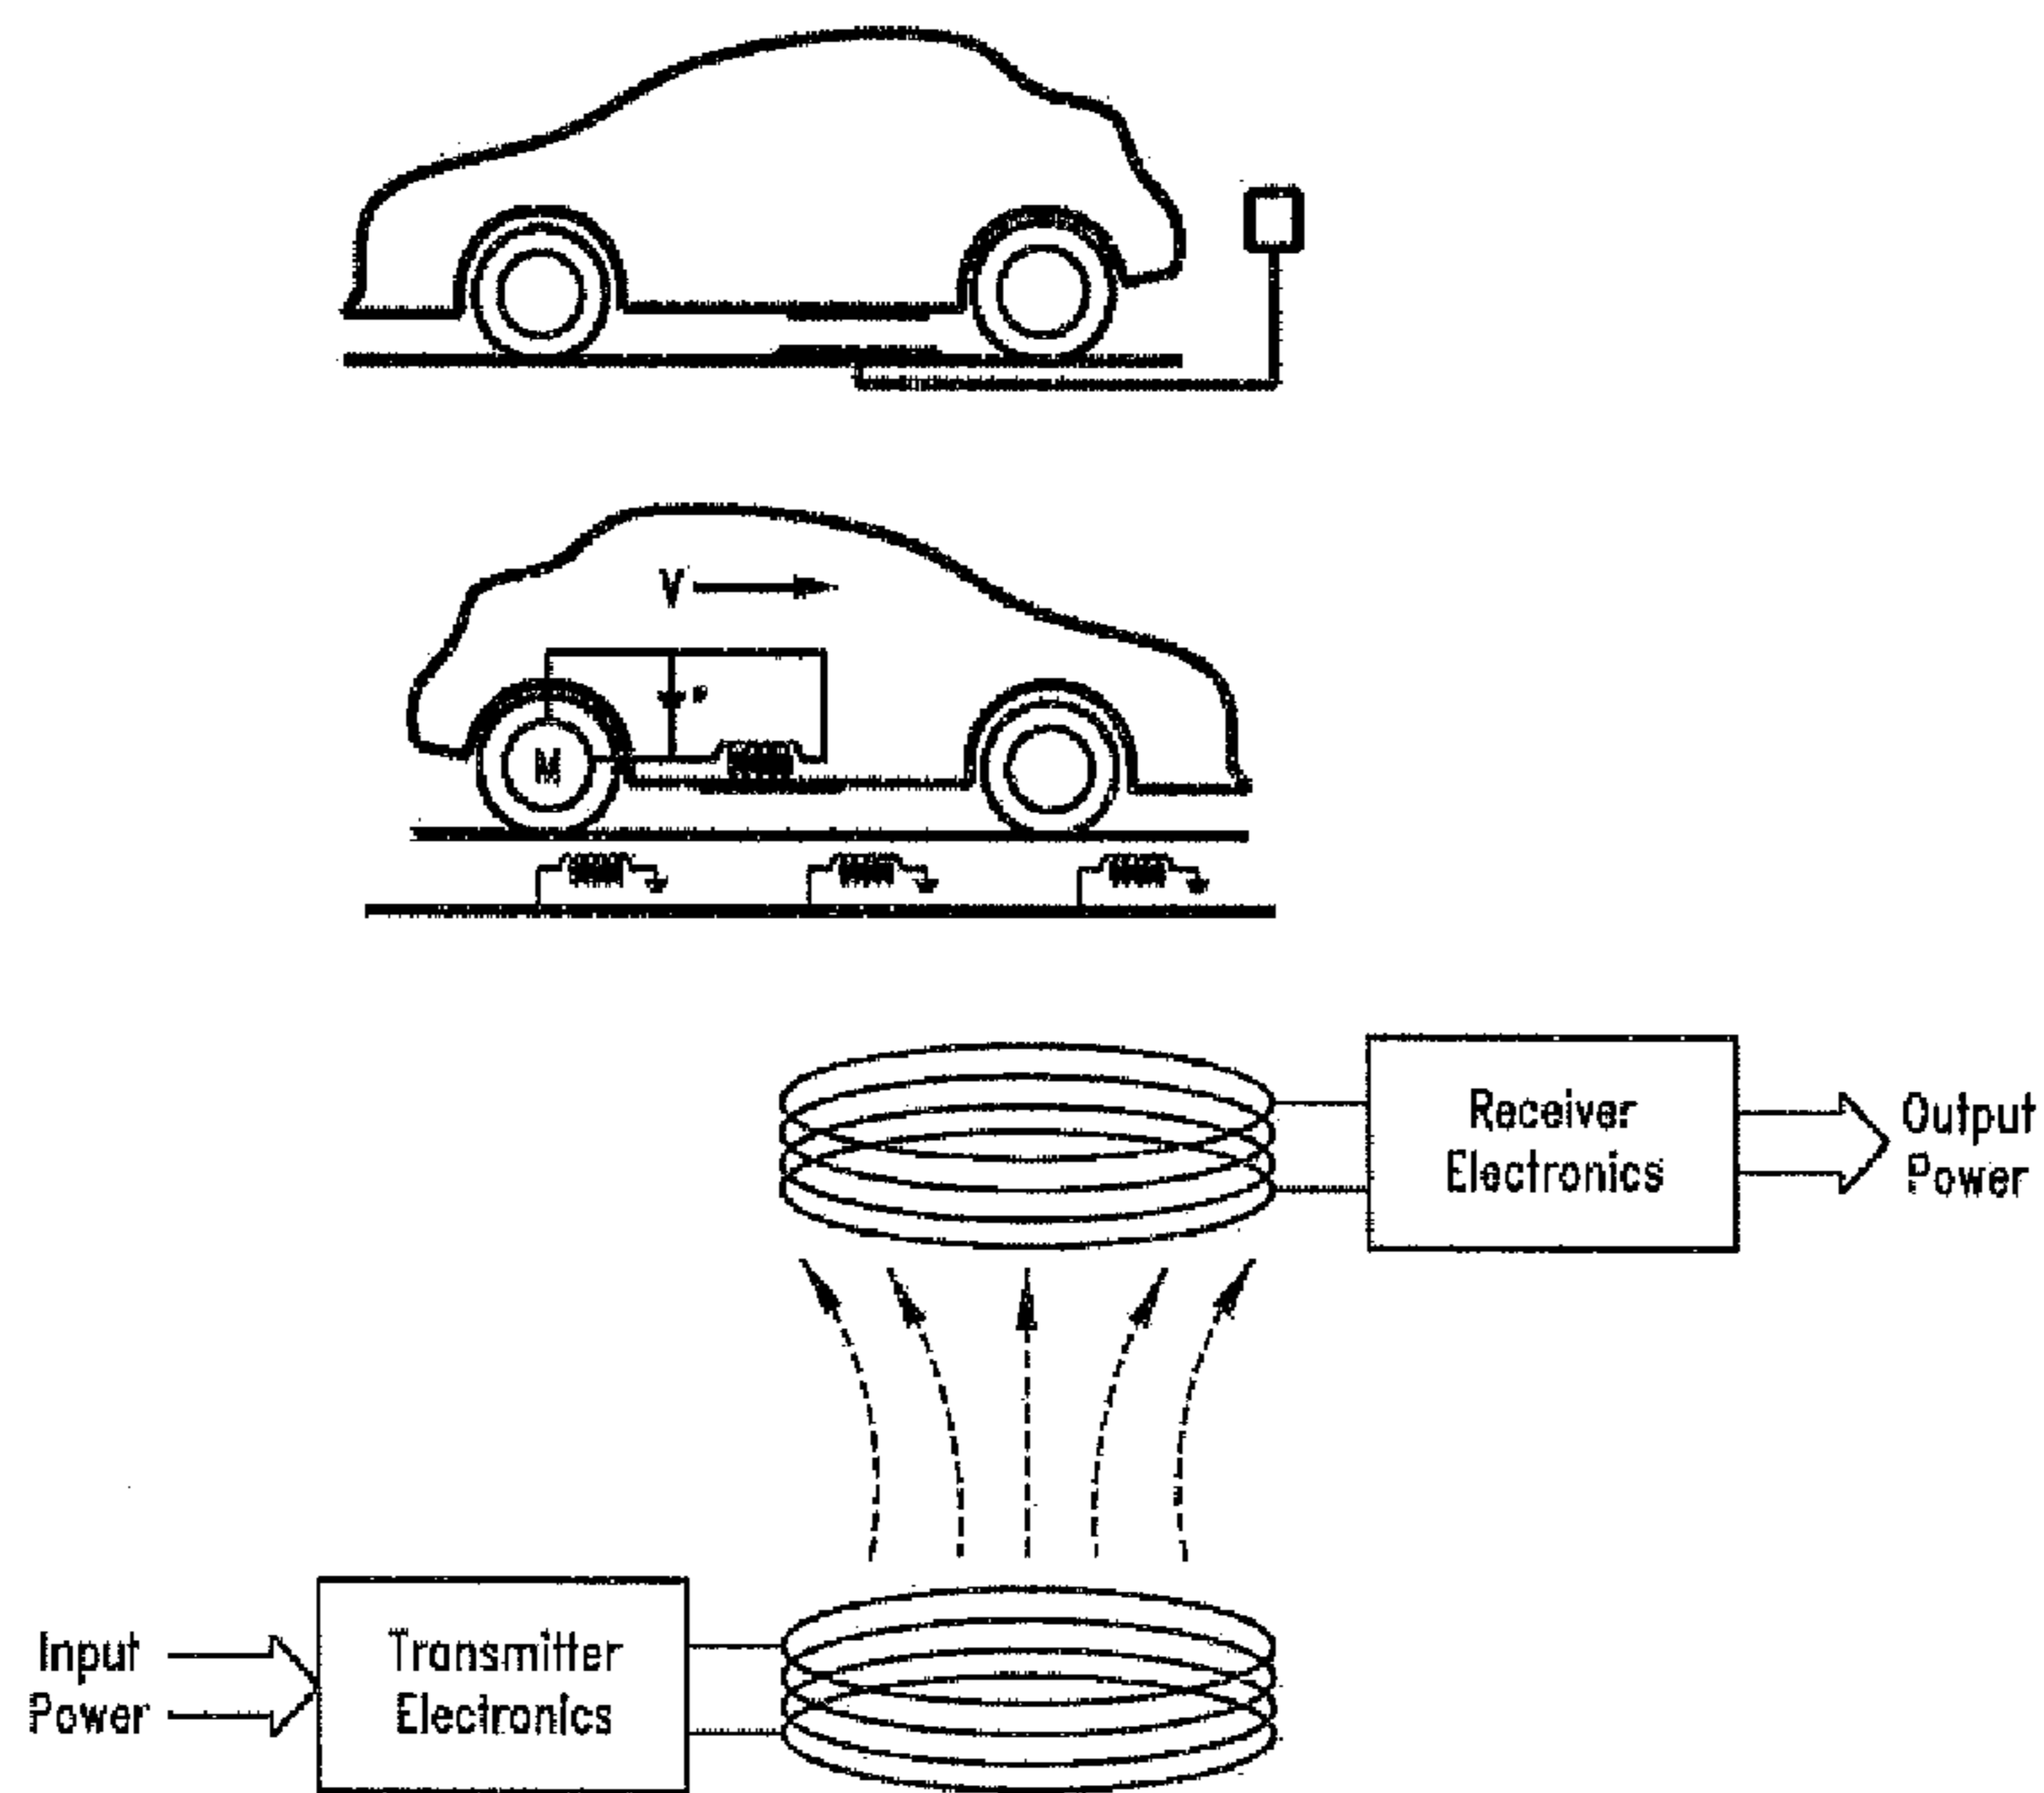 V
M
Receiver
Electronics
Output
Power
Input
Power
Transmitter
Electronics